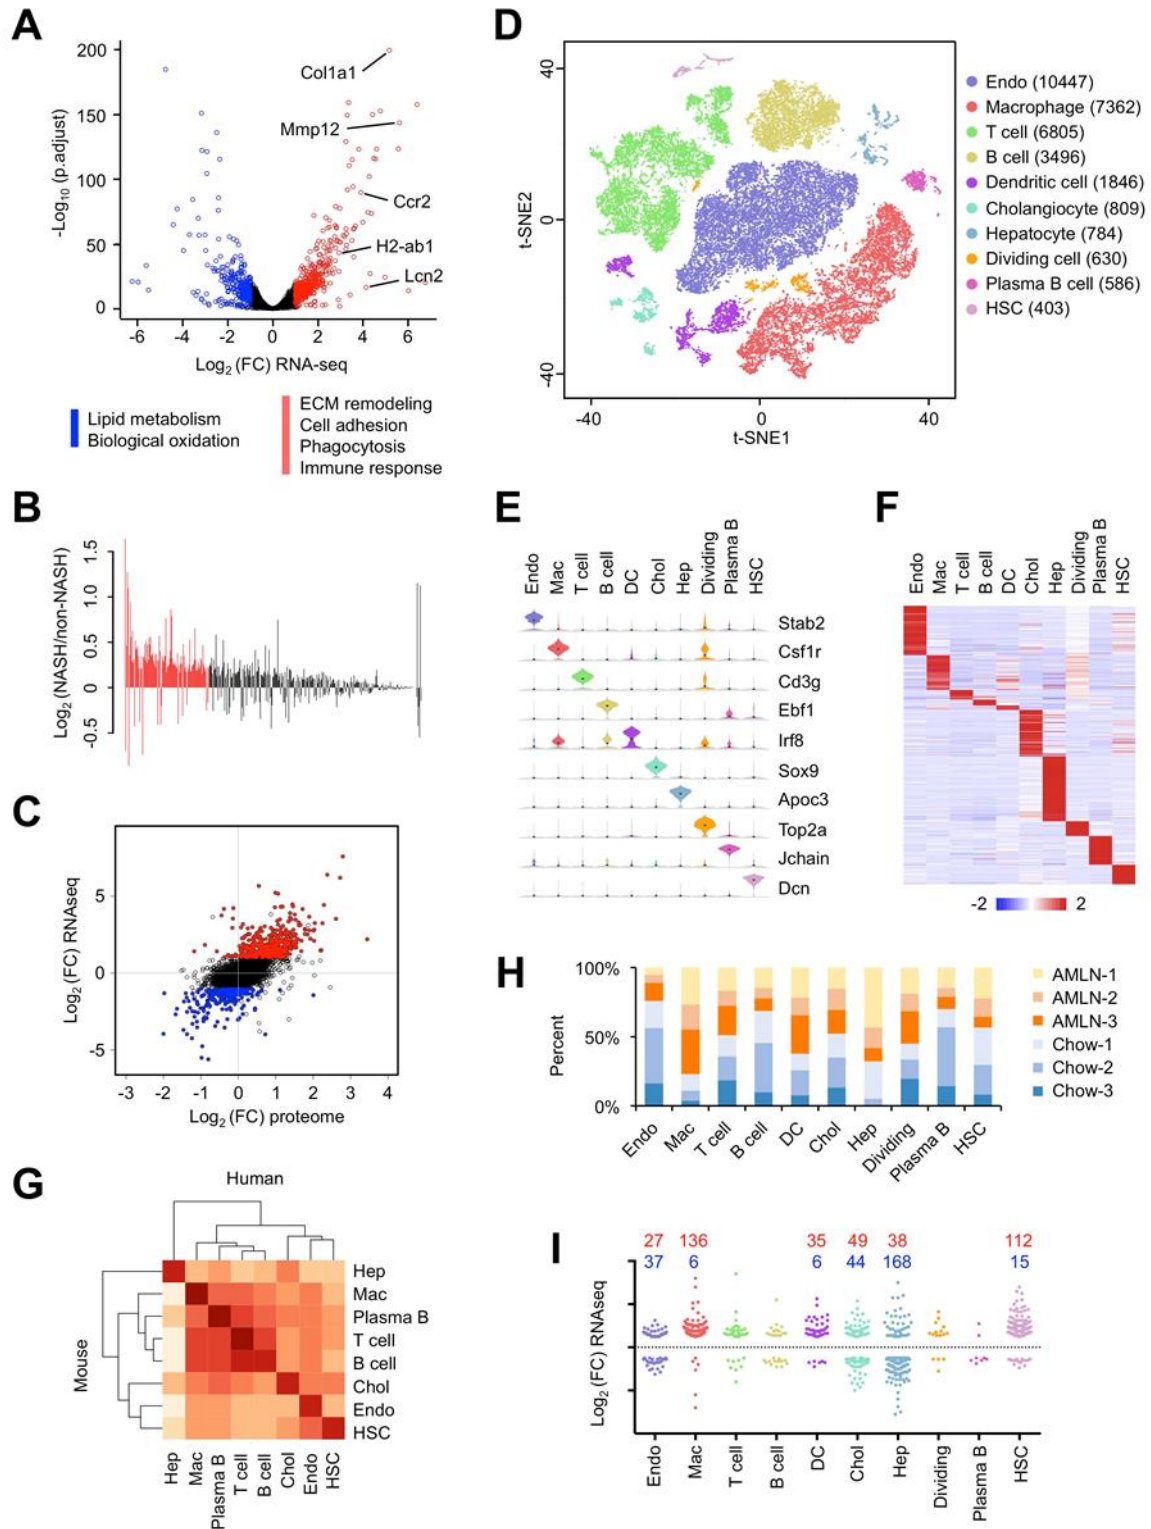 A
200
150
100
50
0
-Log10 (p.adjust)
Col1a1
Mmp12
Ccr2
H2-ab1
Lcn2
-6 -4 -2 0 2 4 6
Log2 (FC) RNA-seq
Lipid metabolism
Biological oxidation
ECM remodeling
Cell adhesion
Phagocytosis
Immune response
D
40
0
-40
t-SNE2
-40 0 40
t-SNE1
Endo (10447)
Macrophage (7362)
T cell (6805)
B cell (3496)
Dendritic cell (1846)
Cholangiocyte (809)
Hepatocyte (784)
Dividing cell (630)
Plasma B cell (586)
HSC (403)
B
Log2 (NASH/non-NASH)
1.5
1.0
0.5
0
-0.5
E
Endo Mac T cell B cell DC Chol Hep Dividing Plasma B HSC
Stab2
Csf1r
Cd3g
Ebf1
Irf8
Sox9
Apoc3
Top2a
Jchain
Dcn
F
Endo Mac T cell B cell DC Chol Hep Dividing Plasma B HSC
-2 2
C
Log2 (FC) RNAseq
5
0
-5
-3 -2 -1 0 1 2 3 4
Log2 (FC) proteome
H
100%
50%
0%
Percent
Endo Mac T cell B cell DC Chol Hep Dividing Plasma B HSC
AMLN-1
AMLN-2
AMLN-3
Chow-1
Chow-2
Chow-3
G
Human
Mouse
Hep
Mac
Plasma B
T cell
B cell
Chol
Endo
HSC
Hep Mac Plasma B T cell B cell Chol Endo HSC
I
27 136 35 49 38 112
37 6 6 44 168 15
Log2 (FC) RNAseq
Endo Mac T cell B cell DC Chol Hep Dividing Plasma B HSC